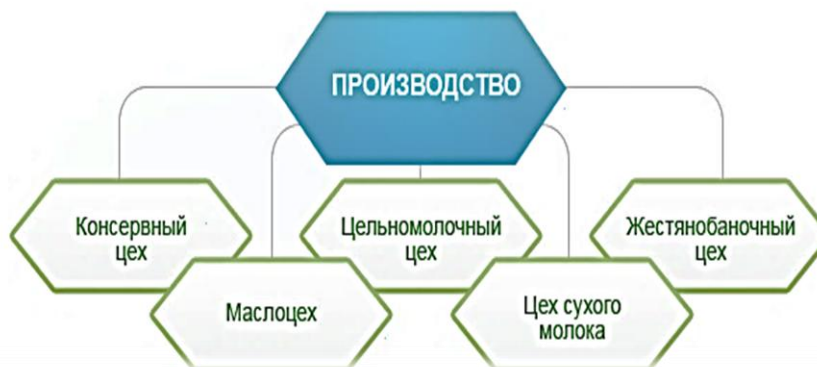 ПРОИЗВОДСТВО
Консервный
цех
Маслоцех
Цельномолочный
цех
Цех сухого
молока
Жестянобаночный
цех